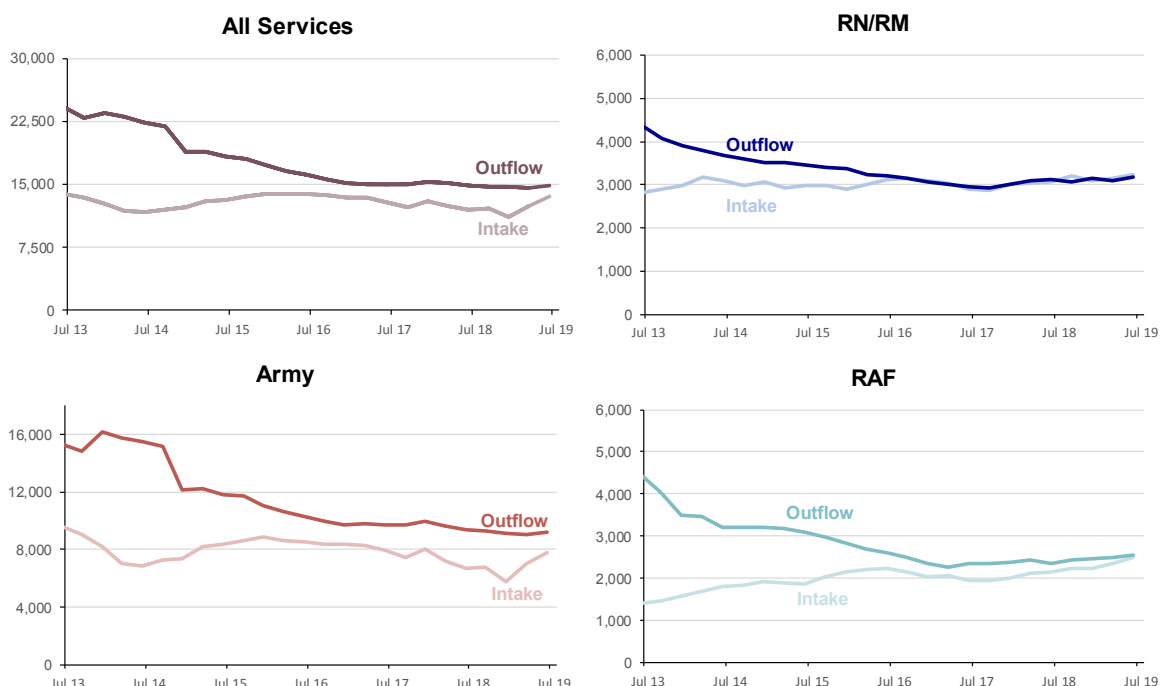 All Services
30,000
22,500
15,000
7,500
0
Outflow
Intake
Jul 13 Jul 14 Jul 15 Jul 16 Jul 17 Jul 18 Jul 19
RN/RM
6,000
5,000
4,000
3,000
2,000
1,000
0
Outflow
Intake
Jul 13 Jul 14 Jul 15 Jul 16 Jul 17 Jul 18 Jul 19
Army
16,000
12,000
8,000
4,000
0
Outflow
Intake
Jul 13 Jul 14 Jul 15 Jul 16 Jul 17 Jul 18 Jul 19
RAF
6,000
5,000
4,000
3,000
2,000
1,000
0
Outflow
Intake
Jul 13 Jul 14 Jul 15 Jul 16 Jul 17 Jul 18 Jul 19